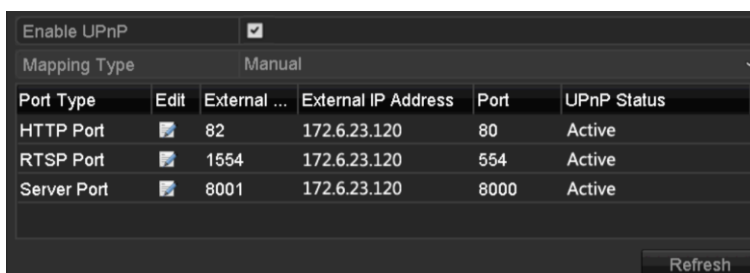 Enable UPnP
Mapping Type Manual
Port Type Edit External ... External IP Address Port UPnP Status
HTTP Port 82 172.6.23.120 80 Active
RTSP Port 1554 172.6.23.120 554 Active
Server Port 8001 172.6.23.120 8000 Active
Refresh